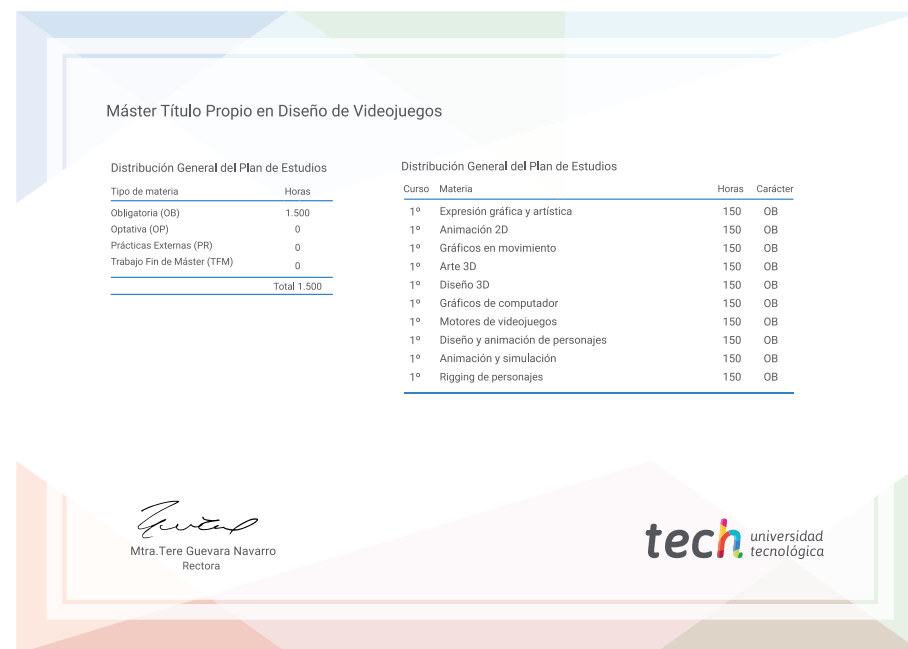 Máster Título Propio en Diseño de Videojuegos
Distribución General del Plan de Estudios
Tipo de materia Horas
Obligatoria (OB) 1.500
Optativa (OP) 0
Prácticas Externas (PR) 0
Trabajo Fin de Máster (TFM) 0
Total 1.500
Distribución General del Plan de Estudios
Curso Materia Horas Carácter
1º Expresión gráfica y artística 150 OB
1º Animación 2D 150 OB
1º Gráficos en movimiento 150 OB
1º Arte 3D 150 OB
1º Diseño 3D 150 OB
1º Gráficos de computador 150 OB
1º Motores de videojuegos 150 OB
1º Diseño y animación de personajes 150 OB
1º Animación y simulación 150 OB
1º Rigging de personajes 150 OB
Mtra.Tere Guevara Navarro
Rectora
tech universidad
tecnológica